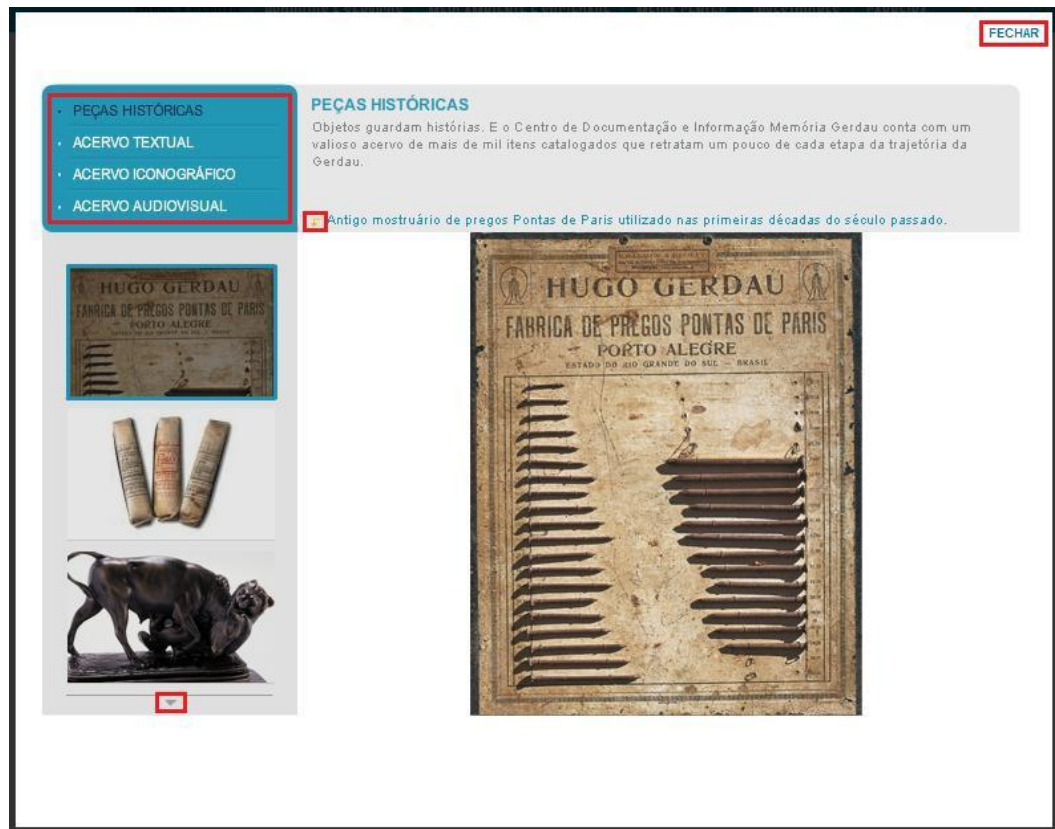 FECHAR
PEÇAS HISTÓRICAS
ACERVO TEXTUAL
ACERVO ICONOGRÁFICO
ACERVO AUDIOVISUAL
PEÇAS HISTÓRICAS
Objetos guardam histórias. E o Centro de Documentação e Informação Memória Gerdau conta com um
valioso acervo de mais de mil itens catalogados que retratam um pouco de cada etapa da trajetória da
Gerdau.
Antigo mostruário de pregos Pontas de Paris utilizado nas primeiras décadas do século passado.
HUGO GERDAU
FABRICA DE PREGOS PONTAS DE PARIS
PORTO ALEGRE
HUGO GERDAU
FABRICA DE PREGOS PONTAS DE PARIS
PORTO ALEGRE
ESTADO DO RIO GRANDE DO SUL — BRASIL